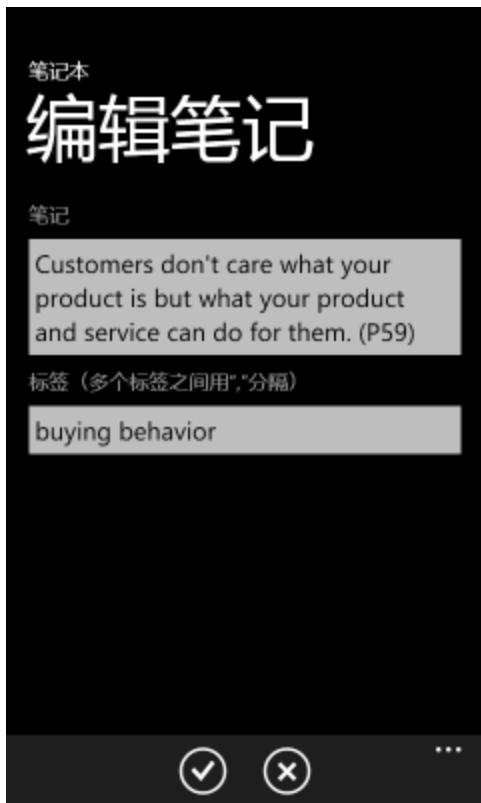 笔记本
编辑笔记
笔记
Customers don't care what your
product is but what your product
and service can do for them. (P59)
标签（多个标签之间用","分隔）
buying behavior